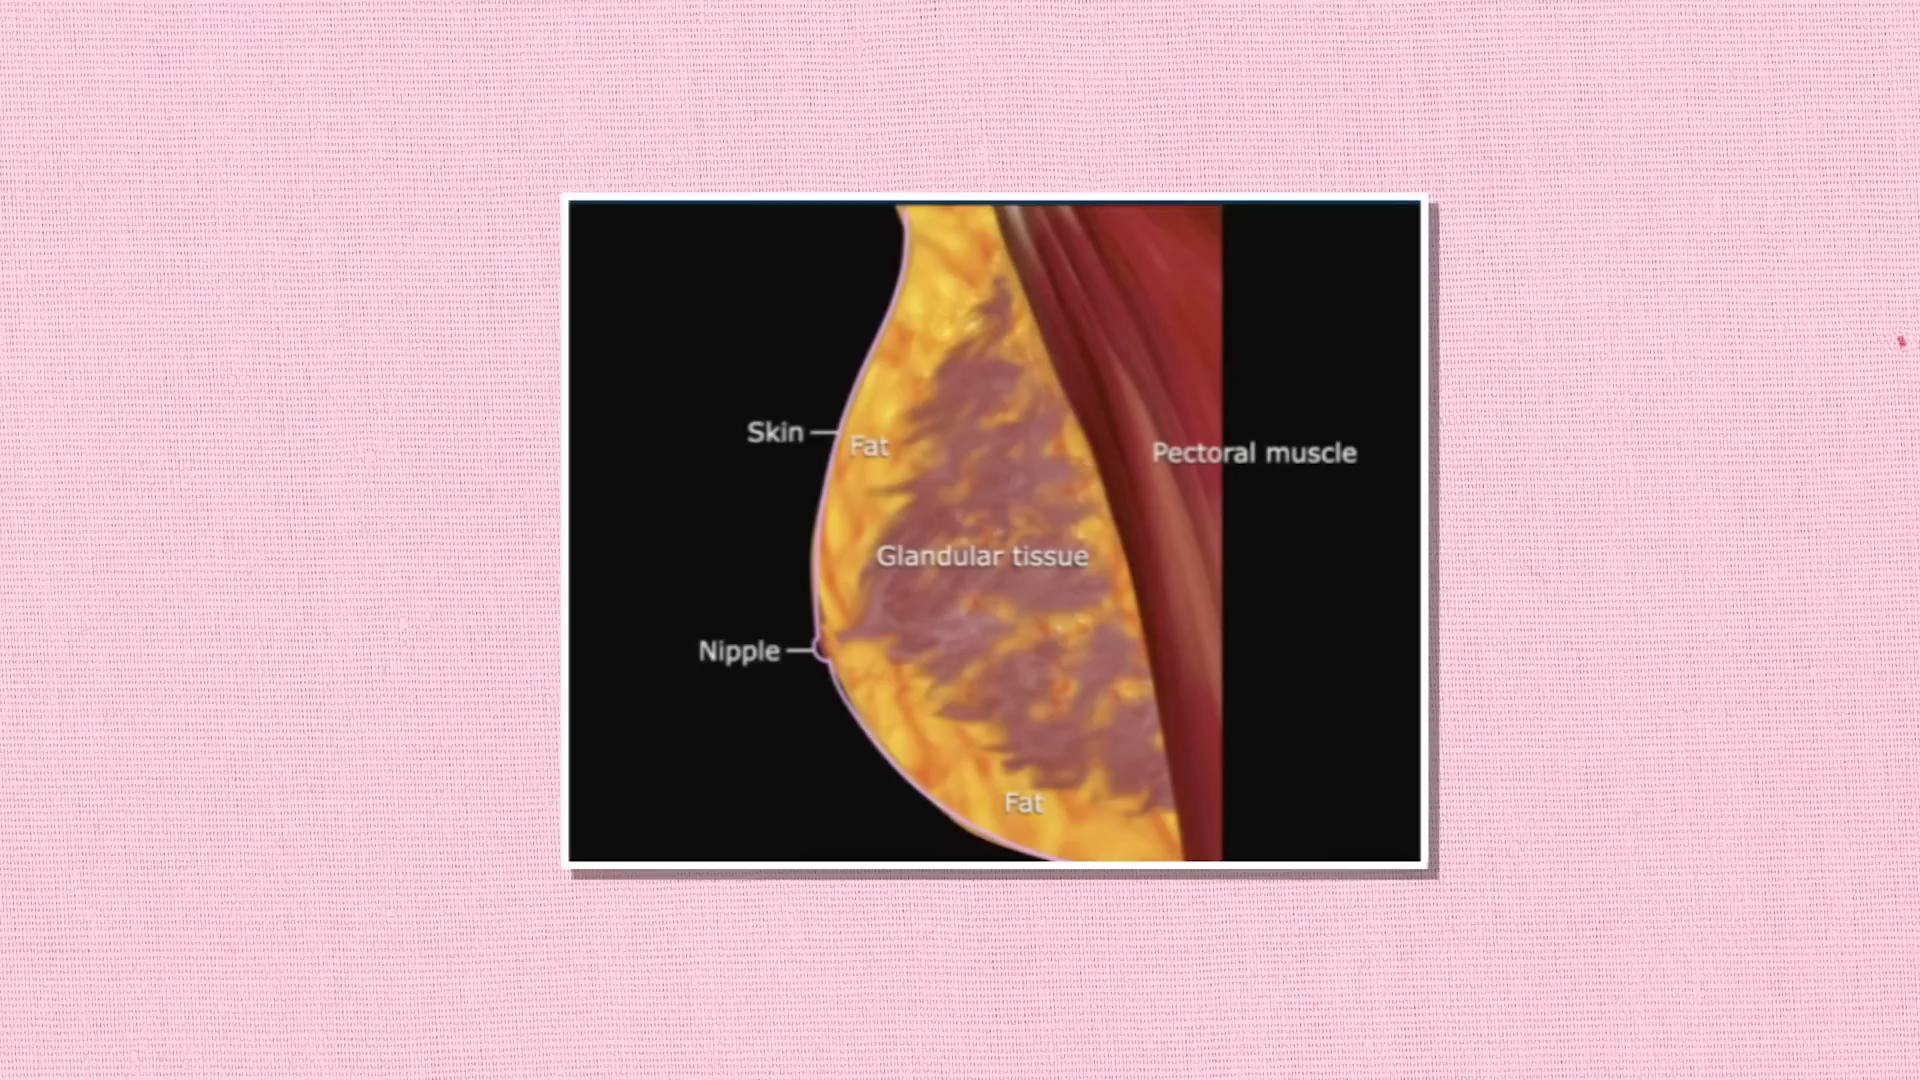 Skin
Fat
Pectoral muscle
Glandular tissue
Nipple
Fat